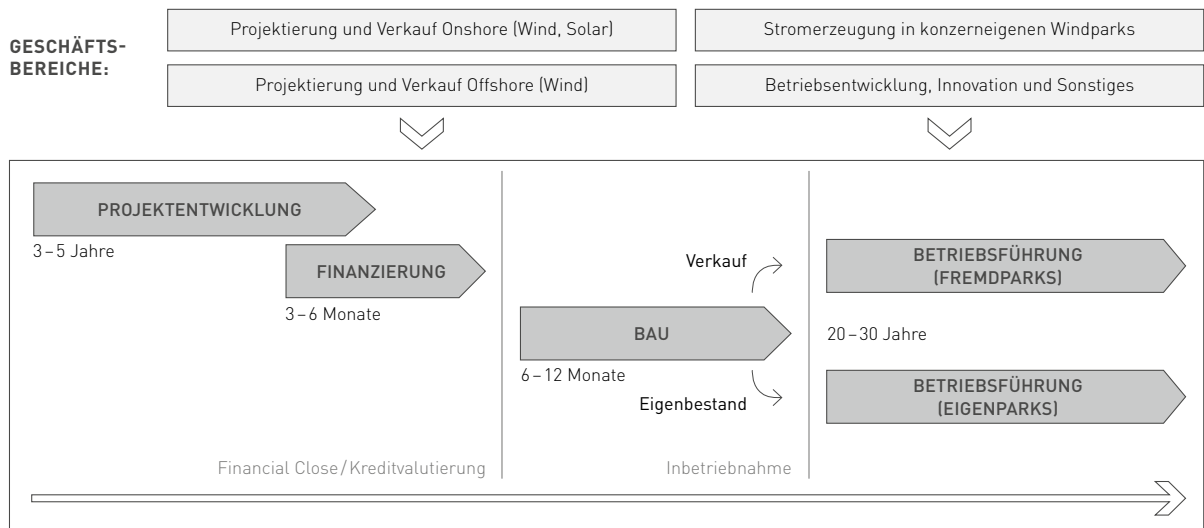 GESCHÄFTS-
BEREICHE:
Projektierung und Verkauf Onshore (Wind, Solar)
Stromerzeugung in konzerneigenen Windparks
Projektierung und Verkauf Offshore (Wind)
Betriebsentwicklung, Innovation und Sonstiges
PROJEKTENTWICKLUNG
3–5 Jahre
FINANZIERUNG
3–6 Monate
BAU
6–12 Monate
Verkauf
Eigenbestand
BETRIEBSFÜHRUNG
(FREMDPARKS)
20–30 Jahre
BETRIEBSFÜHRUNG
(EIGENPARKS)
Financial Close/Kreditvalutierung
Inbetriebnahme